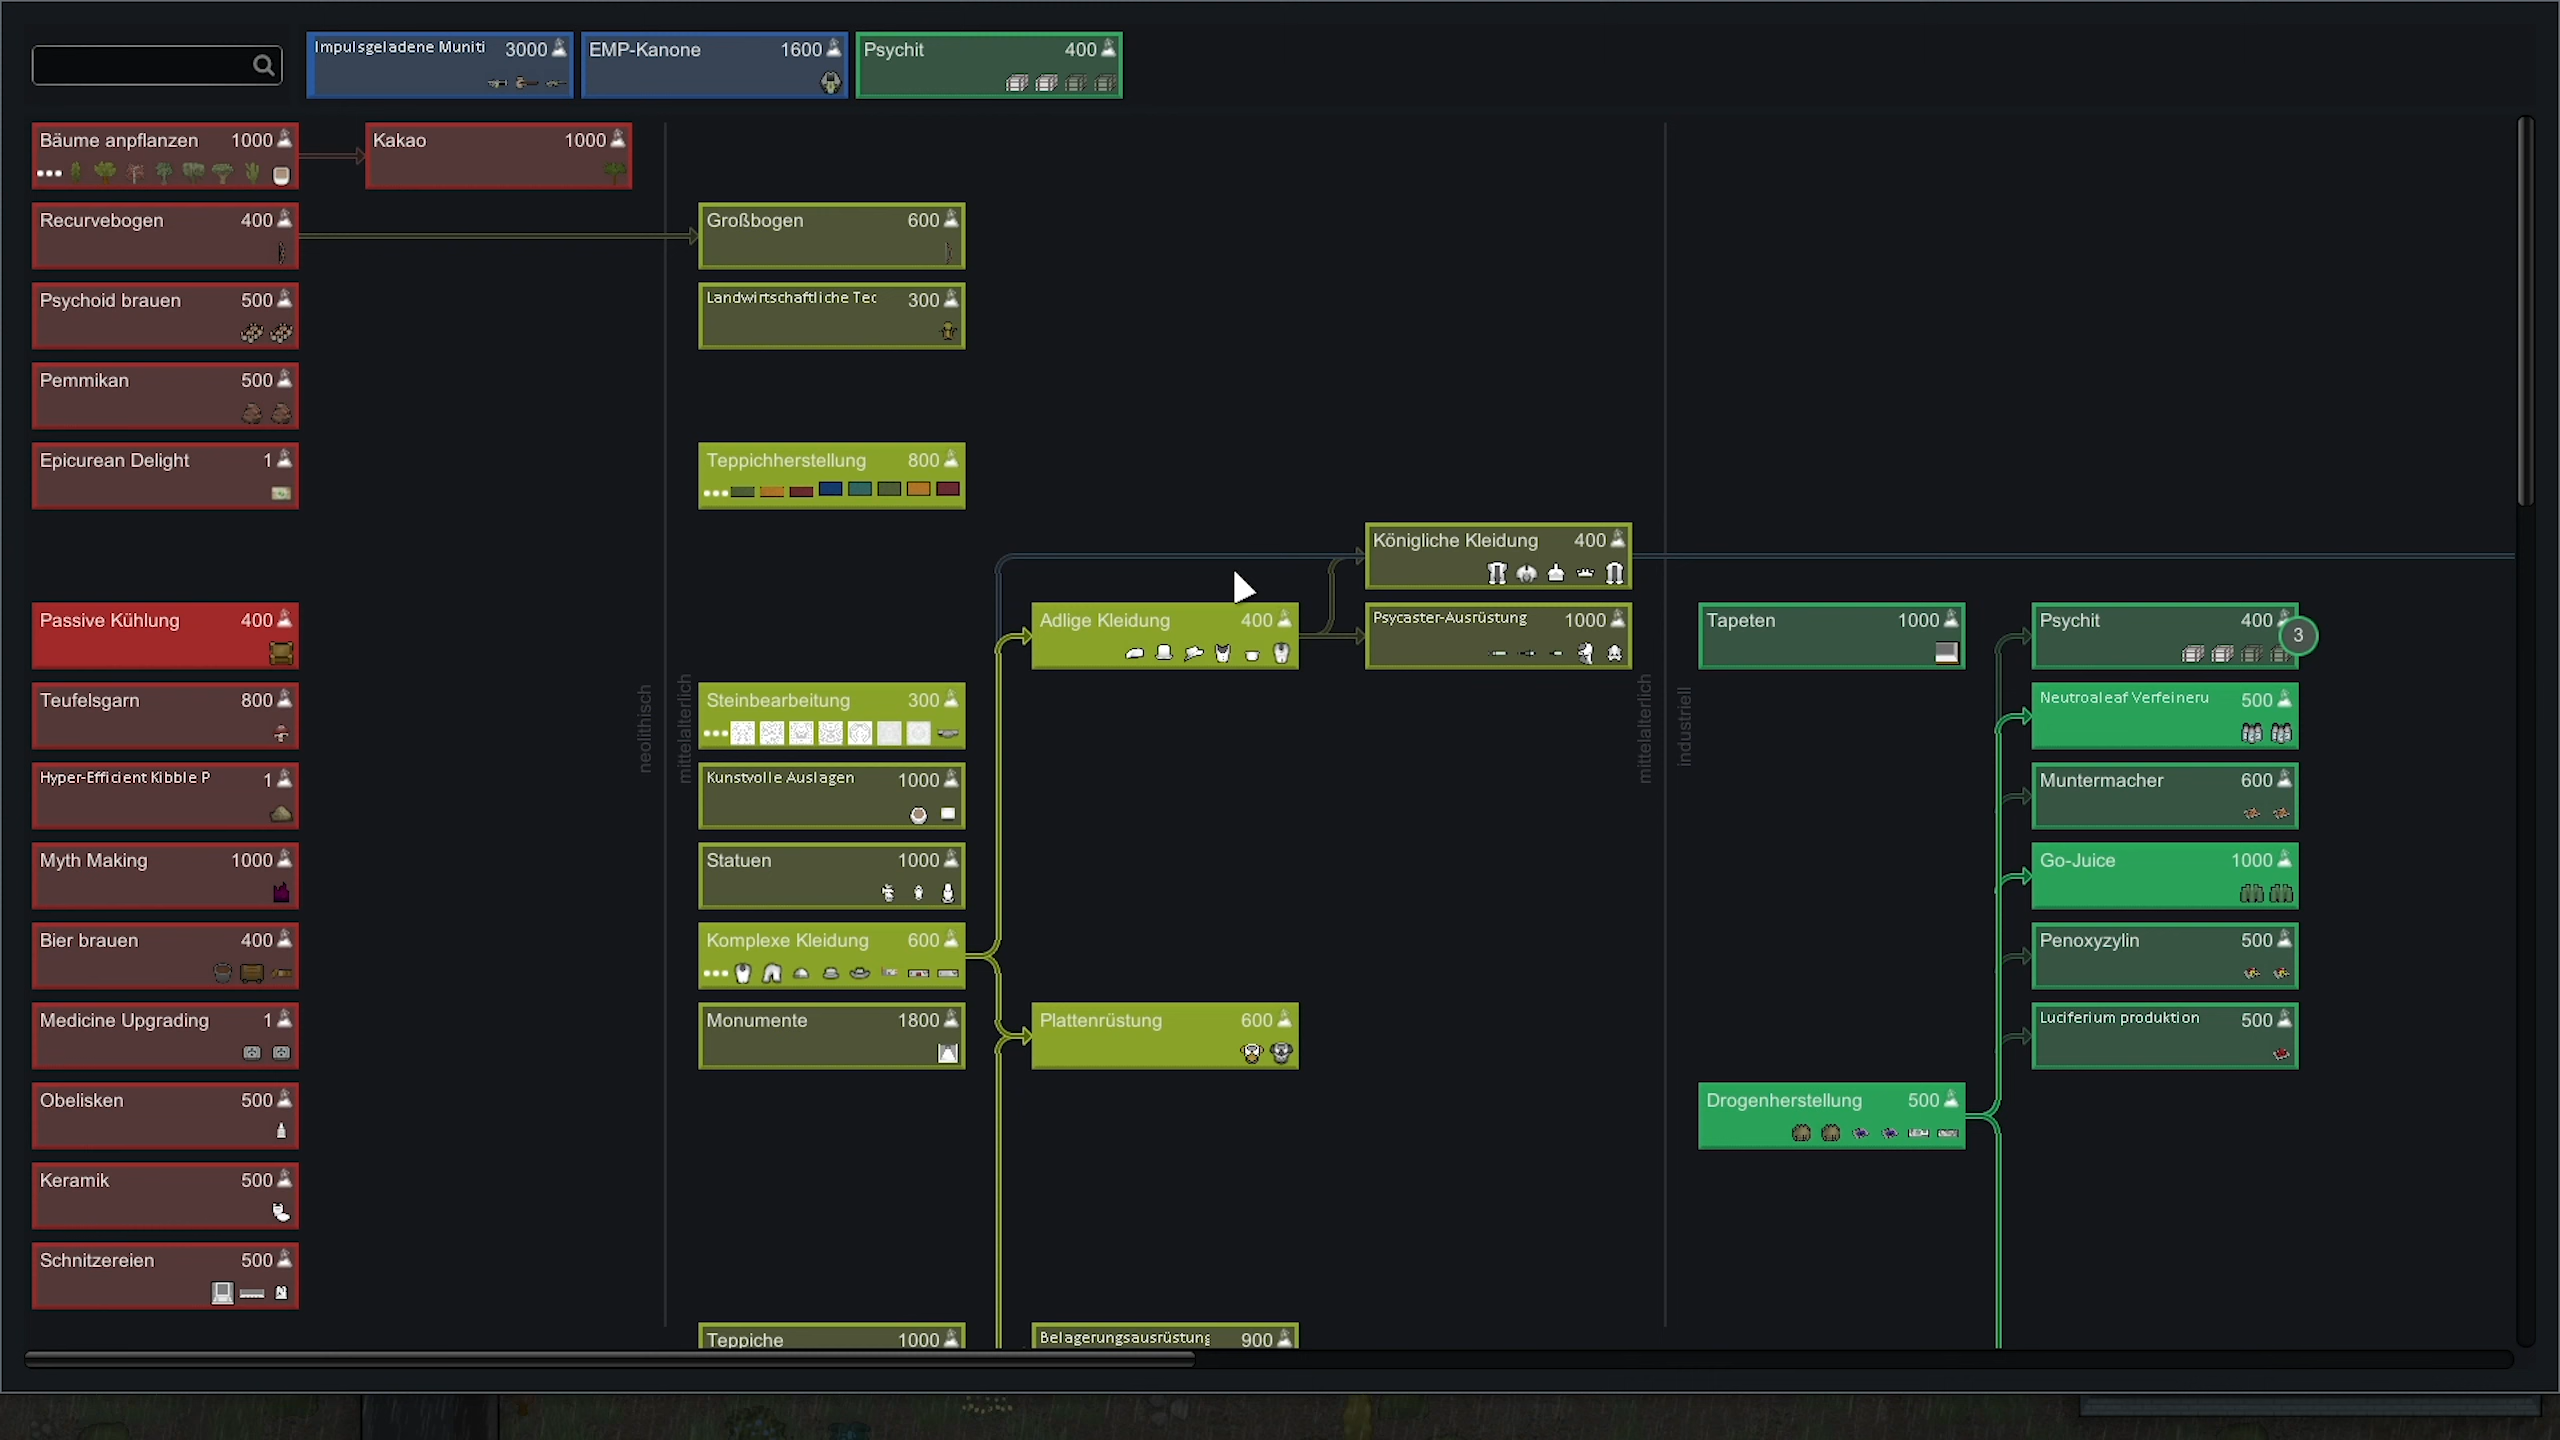 Impulsgeladene Muniti 3000
EMP-Kanone 1600
Psychit 400
Bäume anpflanzen 1000
Kakao 1000
Recurvebogen 400
Großbogen 600
Psychoid brauen 500
Landwirtschaftliche Tec 300
Pemmikan 500
Epicurean Delight 1
Teppichherstellung 800
Königliche Kleidung 400
Passive Kühlung 400
Adlige Kleidung 400
Psycaster-Ausrüstung 1000
Tapeten 1000
Psychit 400
3
Teufelsgarn 800
neolithisch
mittelalterlich
Steinbearbeitung 300
mittelalterlich
industriell
Neutroaleaf Verfeineru 500
Hyper-Efficient Kibble P 1
Kunstvolle Auslagen 1000
Muntermacher 600
Myth Making 1000
Statuen 1000
Go-Juice 1000
Bier brauen 400
Komplexe Kleidung 600
Penoxyzylin 500
Medicine Upgrading 1
Monumente 1800
Plattenrüstung 600
Luciferium produktion 500
Obelisken 500
Drogenherstellung 500
Keramik 500
Schnitzereien 500
Teppiche 1000
Belagerungsausrüstung 900